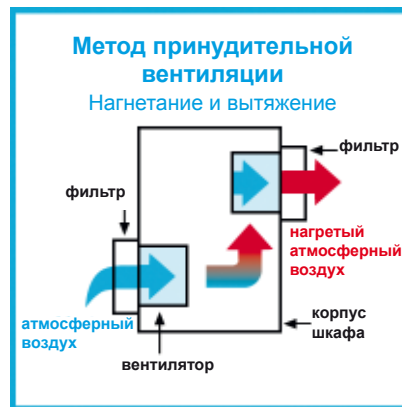 Метод принудительной
вентиляции
Нагнетание и вытяжение
фильтр
фильтр
нагретый
атмосферный
воздух
атмосферный
воздух
корпус
шкафа
вентилятор